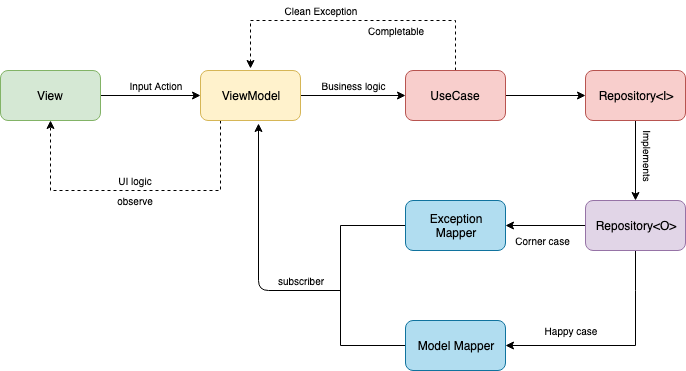 Clean Exception
Completable
View
Input Action
ViewModel
Business logic
UseCase
Repository<I>
Implements
UI logic
observe
Exception
Mapper
Corner case
Repository<O>
subscriber
Happy case
Model Mapper